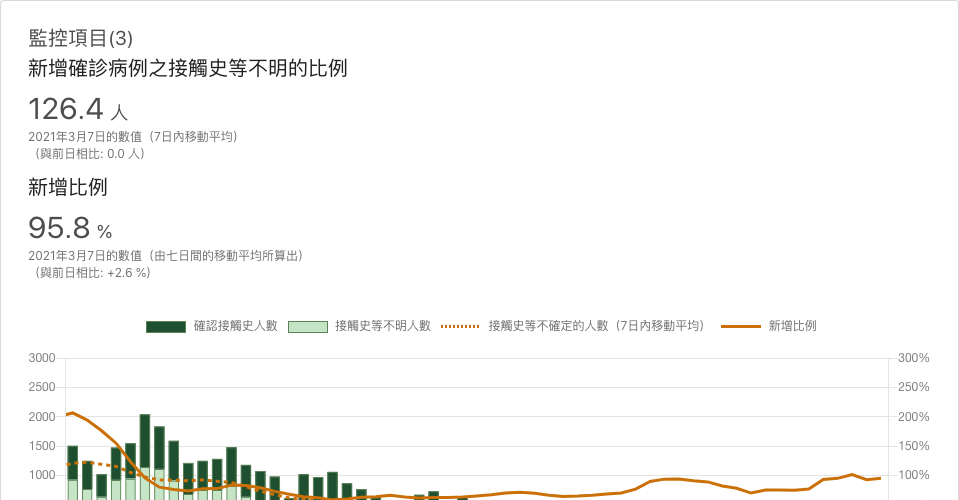 監控項目(3)
新增確診病例之接觸史等不明的比例
126.4 人
2021年3月7日的數值（7日內移動平均）
（與前日相比: 0.0 人）
新增比例
95.8 %
2021年3月7日的數值（由七日間的移動平均所算出）
（與前日相比: +2.6 %）
確認接觸史人數 接觸史等不明人數 接觸史等不確定的人數（7日內移動平均） 新增比例
3000 300%
2500 250%
2000 200%
1500 150%
1000 100%